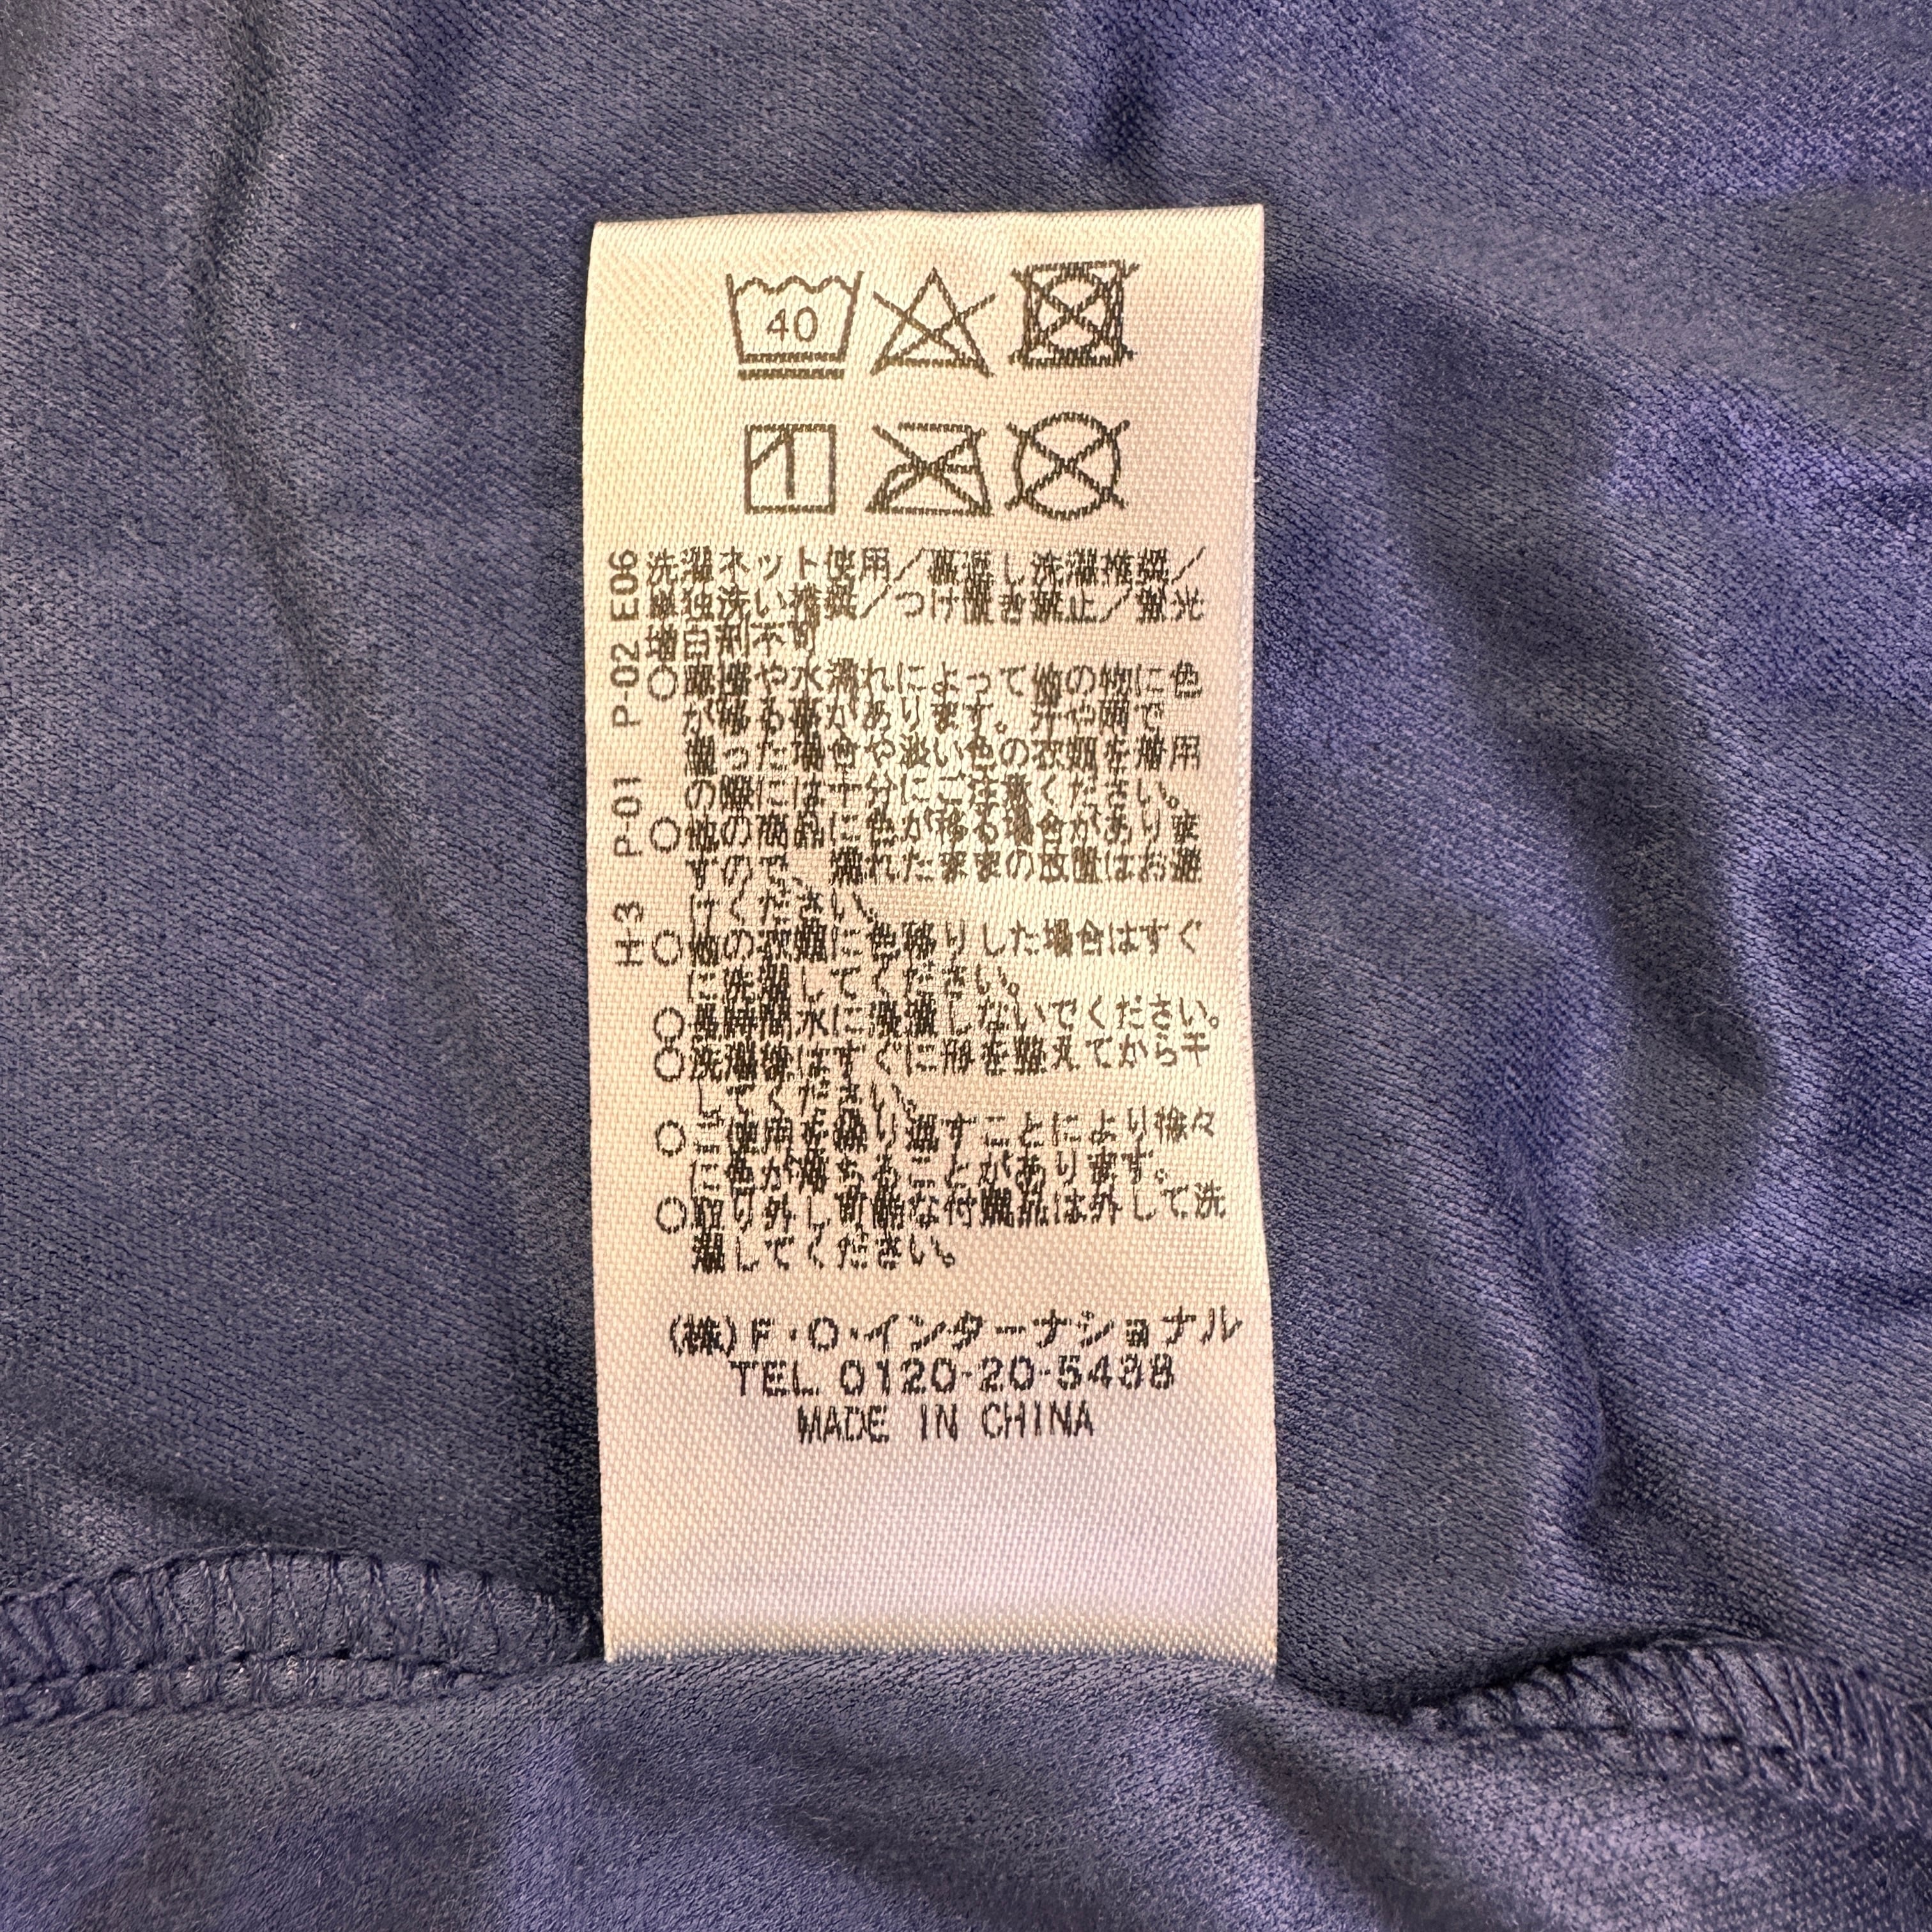 40
洗濯ネット使用／裏返し洗濯推奨／
単独洗い推奨／つけ置き禁止／蛍光
増白剤不可
○摩擦や水濡れによって他の物に色
が移る事があります。汗や雨で
湿った場合や淡い色の衣類を着用
の際には十分にご注意ください。
○他の商品に色が移る場合がありま
すので、濡れたままの放置はお避
けください。
○他の衣類に色移りした場合はすぐ
に洗濯してください。
○長時間水に浸漬しないでください。
○洗濯後はすぐに形を整えてから干
してください。
○ご使用を繰り返すことにより徐々
に色が落ちることがあります。
○取り外し可能な付属品は外して洗
濯してください。
H-3 P-01 P-02 E06
(株)F・O・インターナショナル
TEL 0120-20-5438
MADE IN CHINA